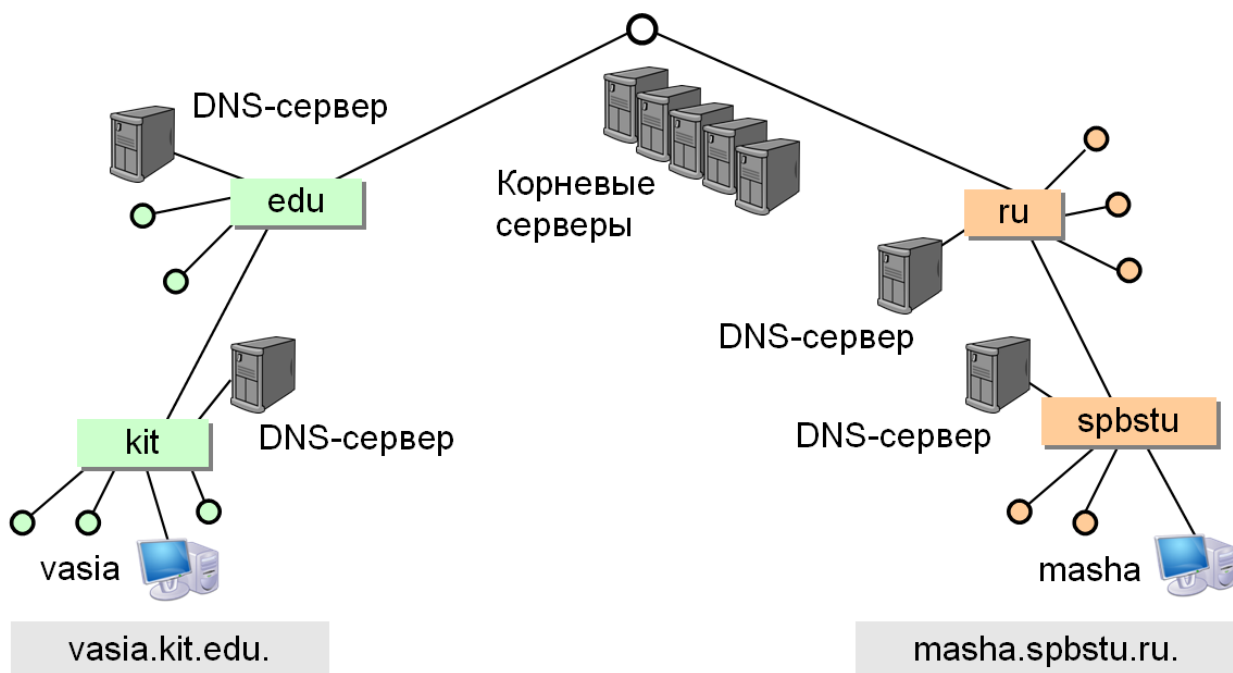 DNS-сервер
edu
Корневые
серверы
ru
DNS-сервер
DNS-сервер
kit
DNS-сервер
spbstu
vasia
masha
vasia.kit.edu.
masha.spbstu.ru.